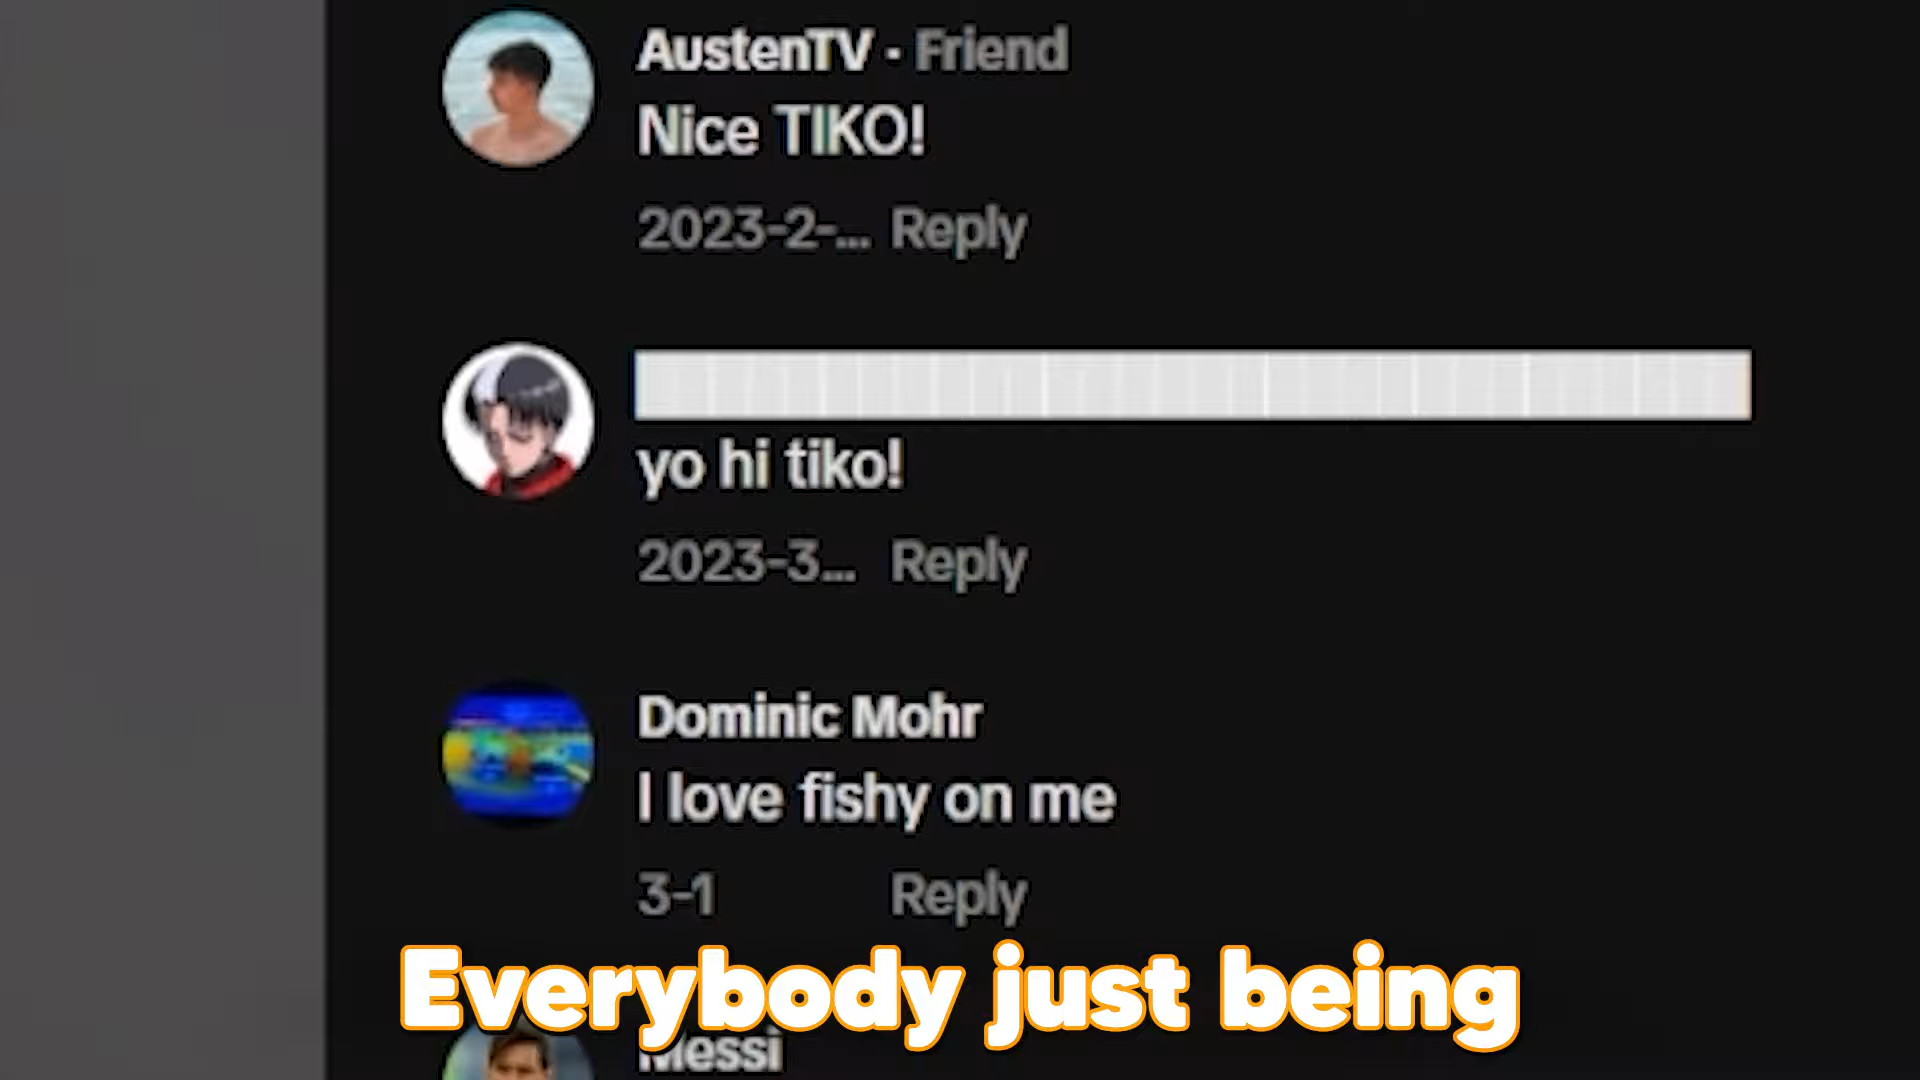 AustenTV · Friend
Nice TIKO!
2023-2-... Reply
yo hi tiko!
2023-3... Reply
Dominic Mohr
I love fishy on me
3-1 Reply
Everybody just being
Messi